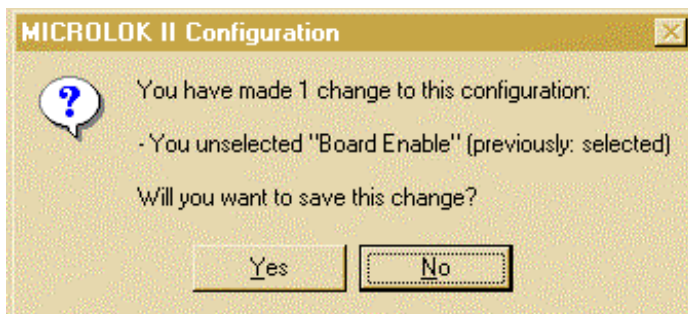 MICROLOK II Configuration
You have made 1 change to this configuration:
- You unselected "Board Enable" (previously: selected)
Will you want to save this change?
Yes No